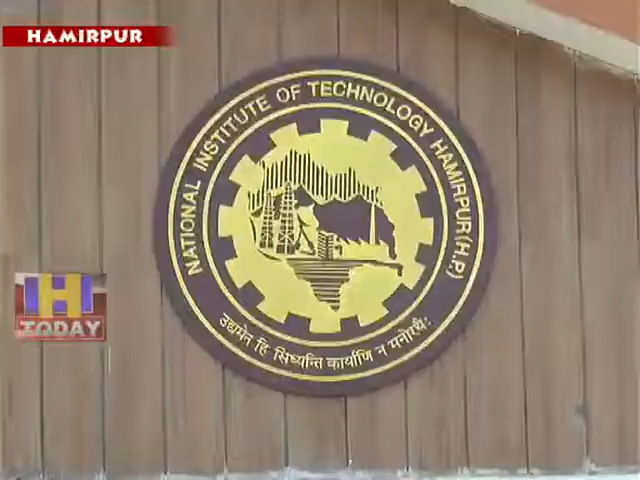 HAMIRPUR
NATIONAL INSTITUTE OF TECHNOLOGY HAMIRPUR(H.P.)
उद्यमेन हि सिध्यन्ति कार्याणि न मनोरथैः
H
TODAY